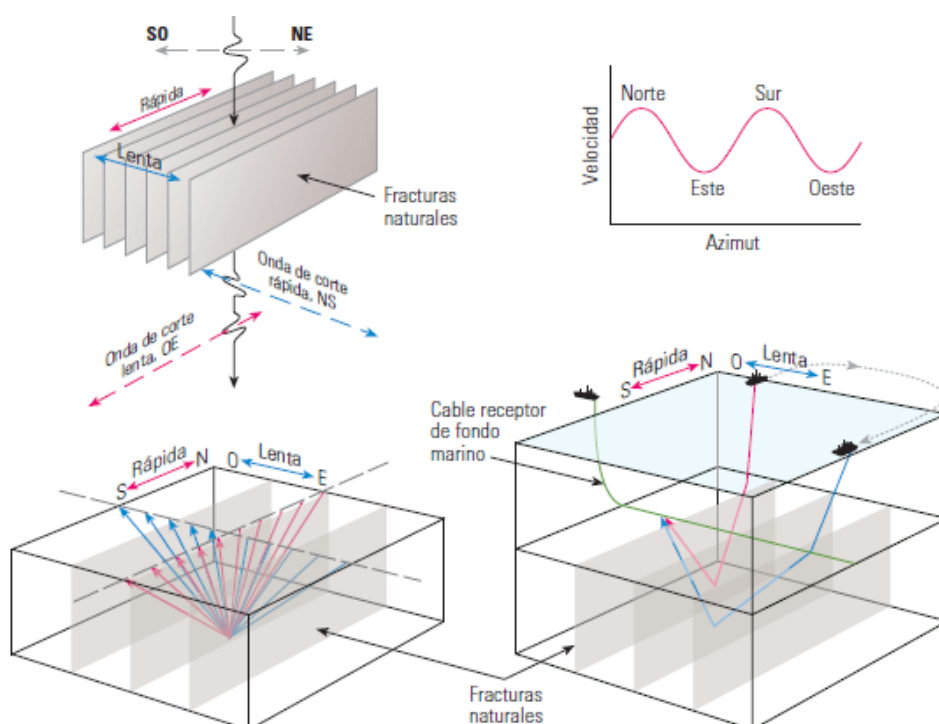 SO NE
Rápida
Lenta
Fracturas
naturales
Onda de corte
rápida, NS
Onda de corte
lenta, OE
Velocidad
Norte
Sur
Este
Oeste
Azimut
Rápida
S
N
O
Lenta
E
Cable receptor
de fondo
marino
Rápida
S
N
O
Lenta
E
Fracturas
naturales